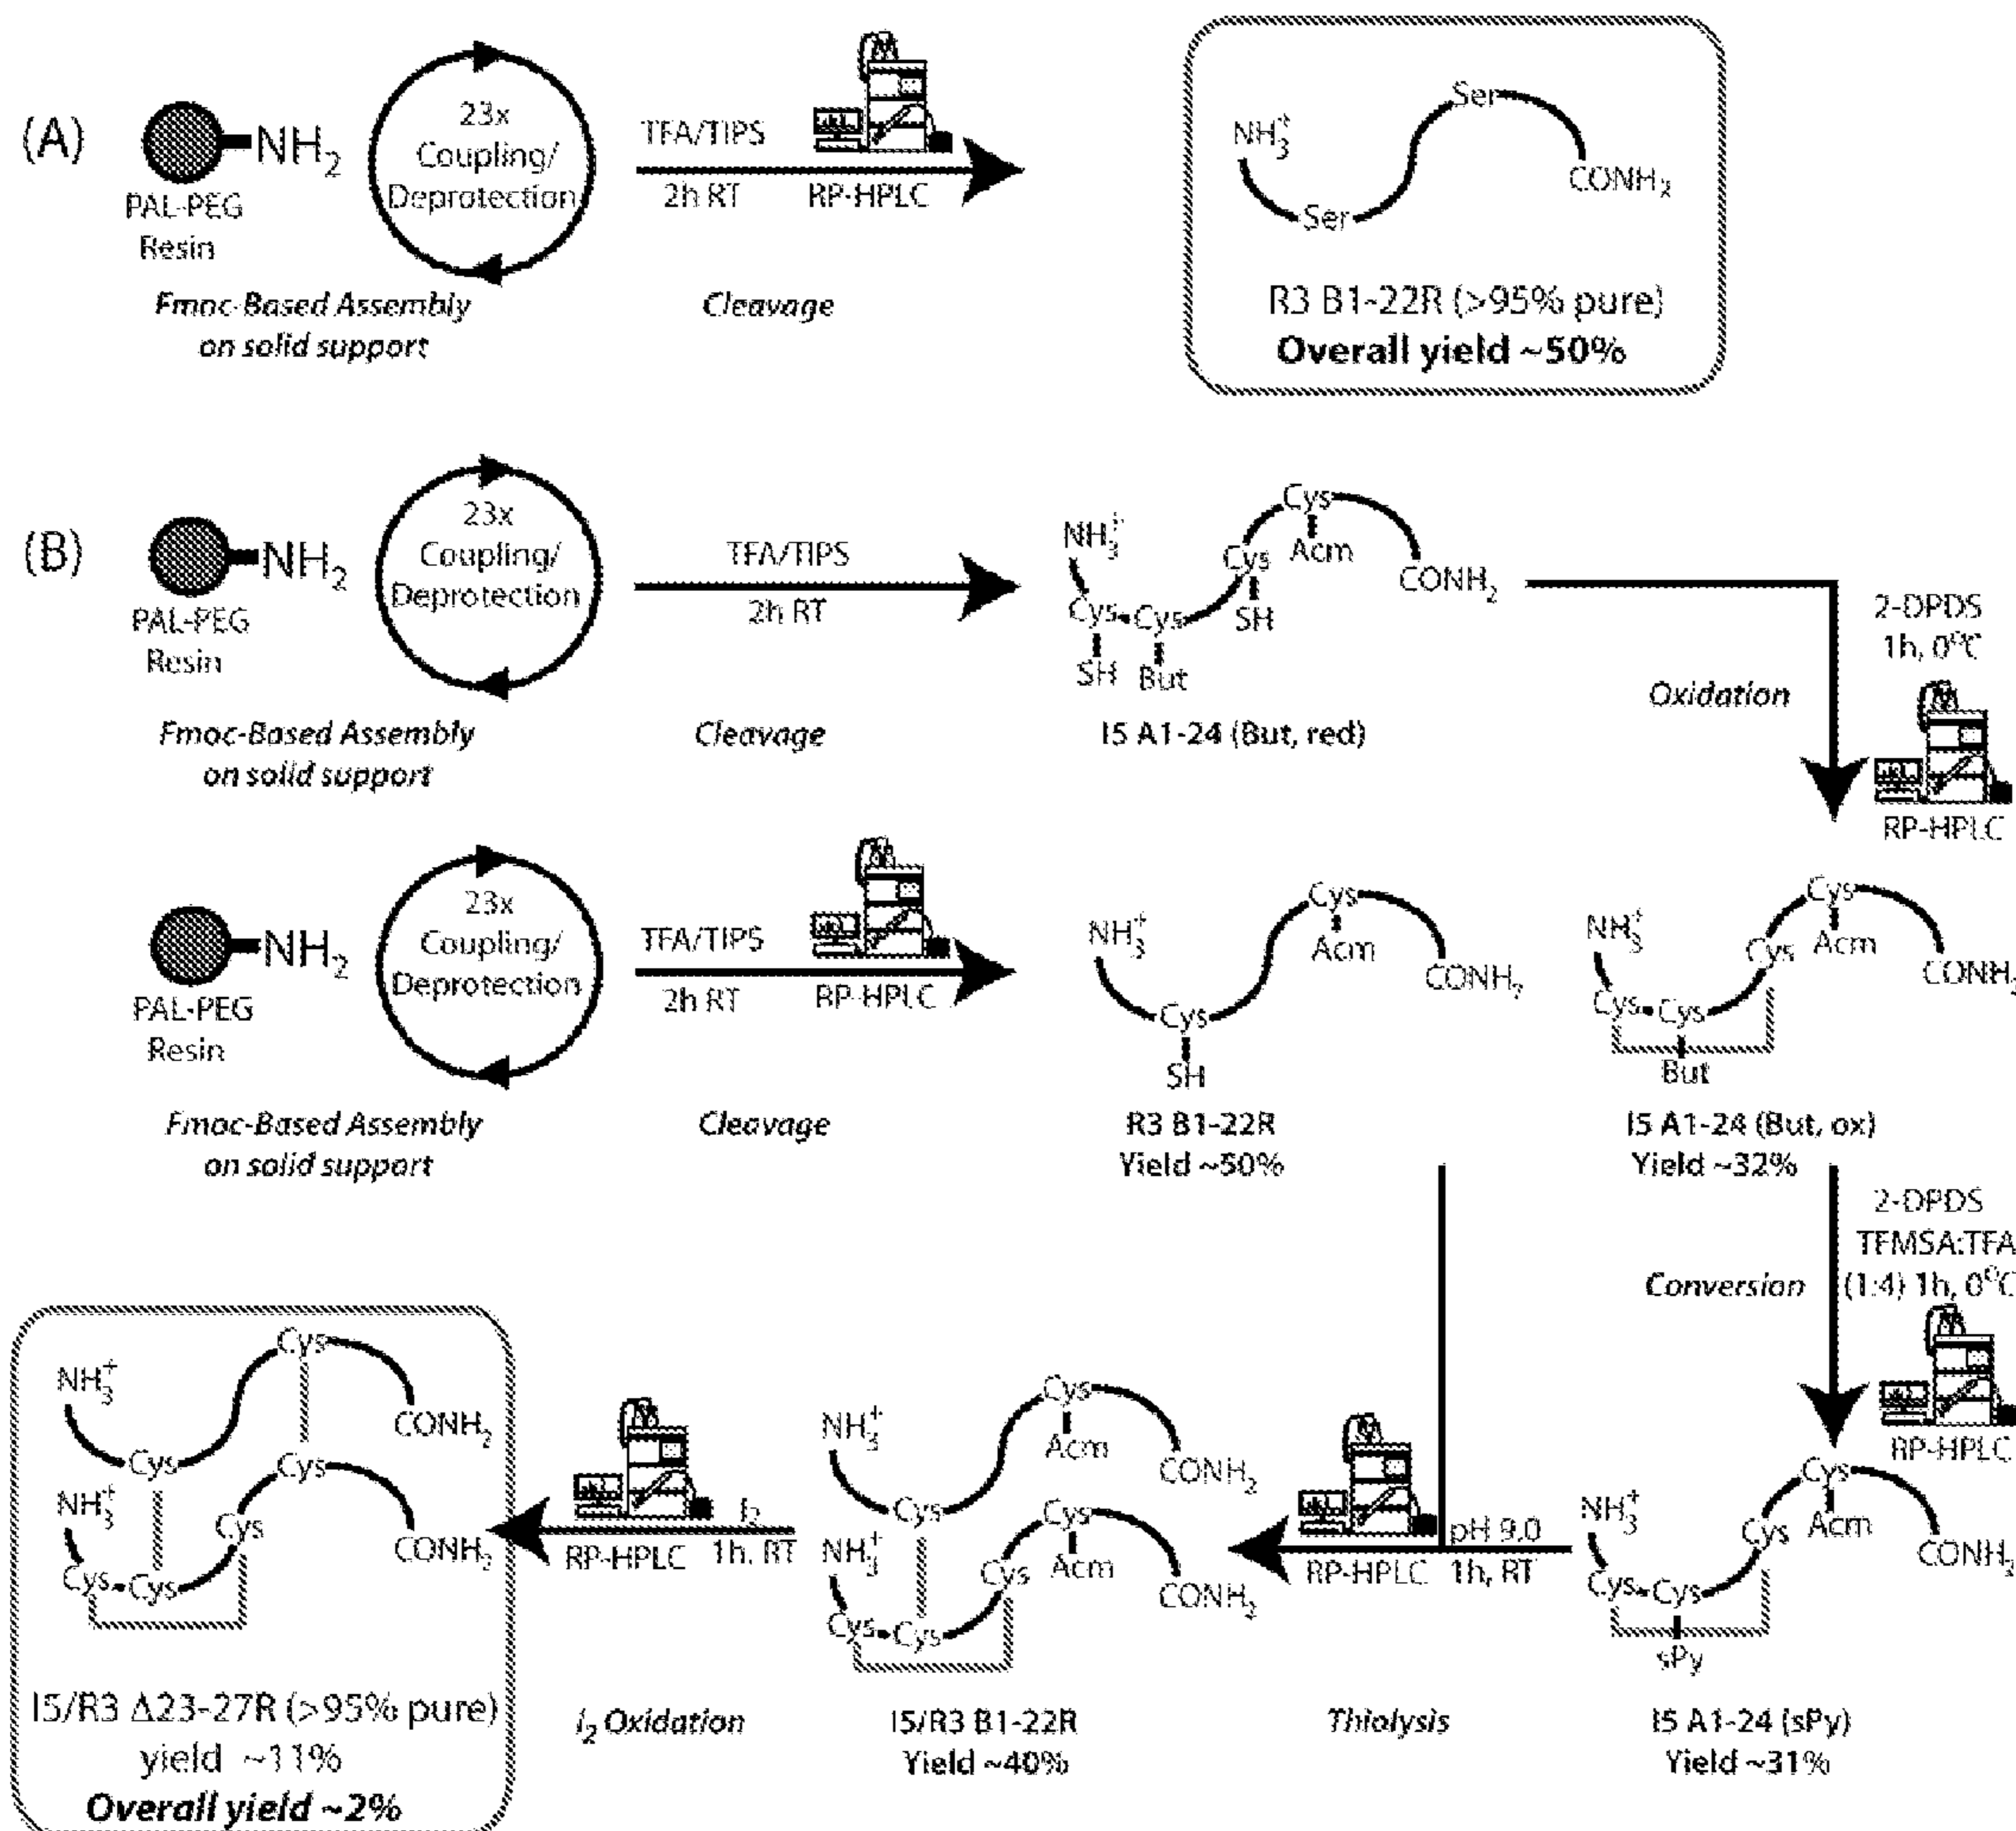 (A)
NH2
PAL-PEG
Resin
23x
Coupling/
Deprotection
TFA/TIPS
2h RT
RP-HPLC
Fmoc-Based Assembly
on solid support
Cleavage
NH3+
Ser
Ser
CONH2
R3 B1-22R (>95% pure)
Overall yield ~50%
(B)
NH2
PAL-PEG
Resin
23x
Coupling/
Deprotection
TFA/TIPS
2h RT
Fmoc-Based Assembly
on solid support
Cleavage
NH3+
Cys
SH
Cys
But
Cys
SH
Cys
Acm
CONH2
I5 A1-24 (But, red)
2-DPDS
1h, 0°C
Oxidation
RP-HPLC
NH2
PAL-PEG
Resin
23x
Coupling/
Deprotection
TFA/TIPS
2h RT
RP-HPLC
Fmoc-Based Assembly
on solid support
Cleavage
NH3+
Cys
SH
Cys
Acm
CONH2
R3 B1-22R
Yield ~50%
NH3+
Cys
Cys
But
Cys
Cys
Acm
CONH2
I5 A1-24 (But, ox)
Yield ~32%
2-DPDS
TFMSA:TFA
Conversion
(1:4) 1h, 0°C
RP-HPLC
NH3+
Cys
Cys
sPy
Cys
Cys
Acm
CONH2
I5 A1-24 (sPy)
Yield ~31%
pH 9.0
RP-HPLC
1h, RT
Thiolysis
NH3+
Cys
Cys
Acm
CONH2
NH3+
Cys
Cys
Cys
Cys
Acm
CONH2
I5/R3 B1-22R
Yield ~40%
I2
RP-HPLC
1h, RT
I2 Oxidation
NH3+
Cys
Cys
CONH2
NH3+
Cys
Cys
Cys
Cys
CONH2
I5/R3 Δ23-27R (>95% pure)
yield ~11%
Overall yield ~2%